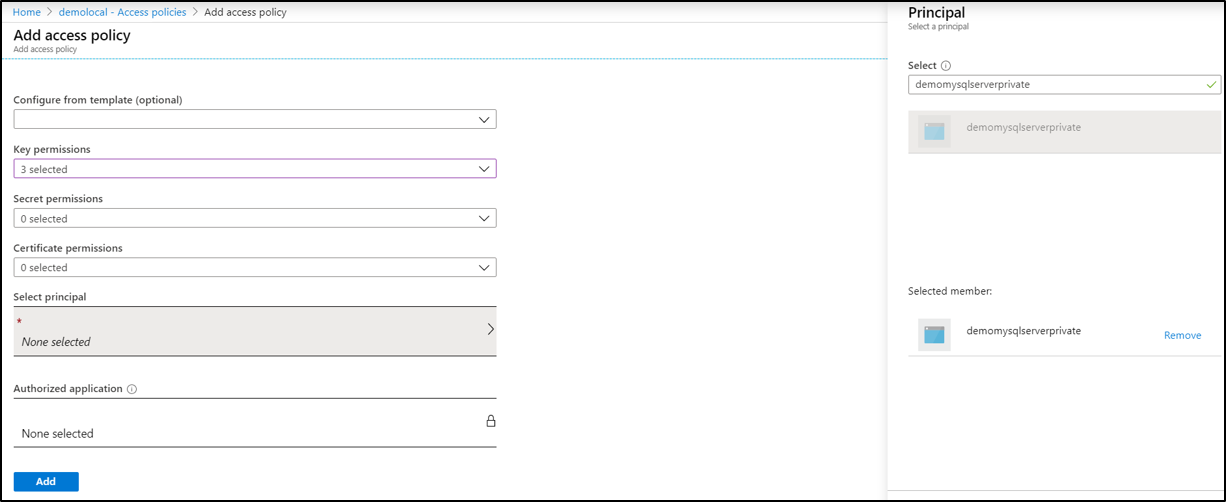 Home > demolocal - Access policies > Add access policy
Add access policy
Add access policy
Configure from template (optional)
Key permissions
3 selected
Secret permissions
0 selected
Certificate permissions
0 selected
Select principal
*
None selected
Authorized application
None selected
Add
Principal
Select a principal
Select
demomysqlserverprivate
demomysqlserverprivate
Selected member:
demomysqlserverprivate
Remove